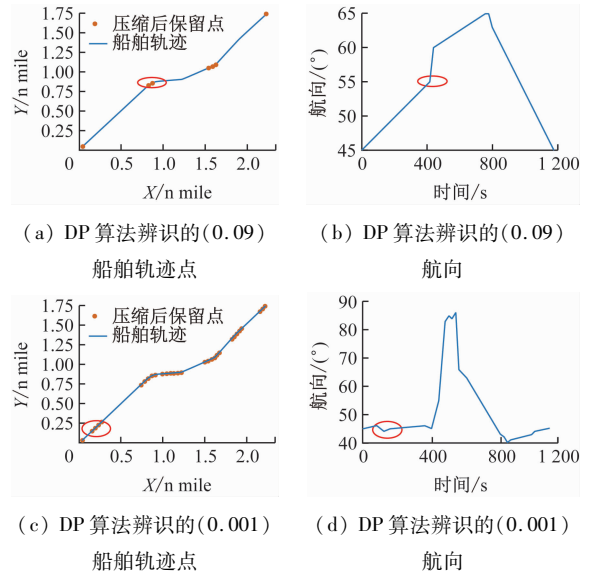 1.75
1.50
1.25
1.00
0.75
0.50
0.25
Y/n mile
压缩后保留点
船舶轨迹
0
0.5
1.0
1.5
2.0
X/n mile
65
60
55
50
45
航向/(°)
0
400
800
1 200
时间/s
(a) DP 算法辨识的(0.09)
船舶轨迹点
(b) DP 算法辨识的(0.09)
航向
1.75
1.50
1.25
1.00
0.75
0.50
0.25
Y/n mile
压缩后保留点
船舶轨迹
0
0.5
1.0
1.5
2.0
X/n mile
90
80
70
60
50
40
航向/(°)
0
400
800
1 200
时间/s
(c) DP 算法辨识的(0.001)
船舶轨迹点
(d) DP 算法辨识的(0.001)
航向